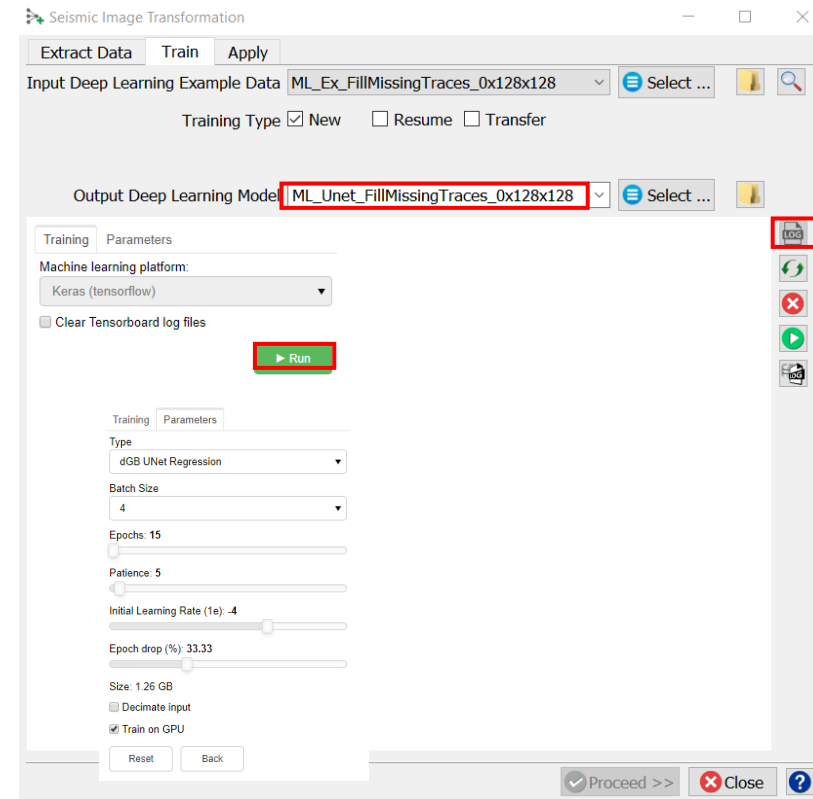 Seismic Image Transformation
Extract Data Train Apply
Input Deep Learning Example Data ML_Ex_FillMissingTraces_0x128x128 Select ...
Training Type New Resume Transfer
Output Deep Learning Model ML_Unet_FillMissingTraces_0x128x128 Select ...
Training Parameters
LOG
Machine learning platform:
Keras (tensorflow)
Clear Tensorboard log files
Run
LOG
Training Parameters
Type
dGB UNet Regression
Batch Size
4
Epochs: 15
Patience: 5
Initial Learning Rate (1e): -4
Epoch drop (%): 33.33
Size: 1.26 GB
Decimate input
Train on GPU
Reset Back
Proceed >> Close ?